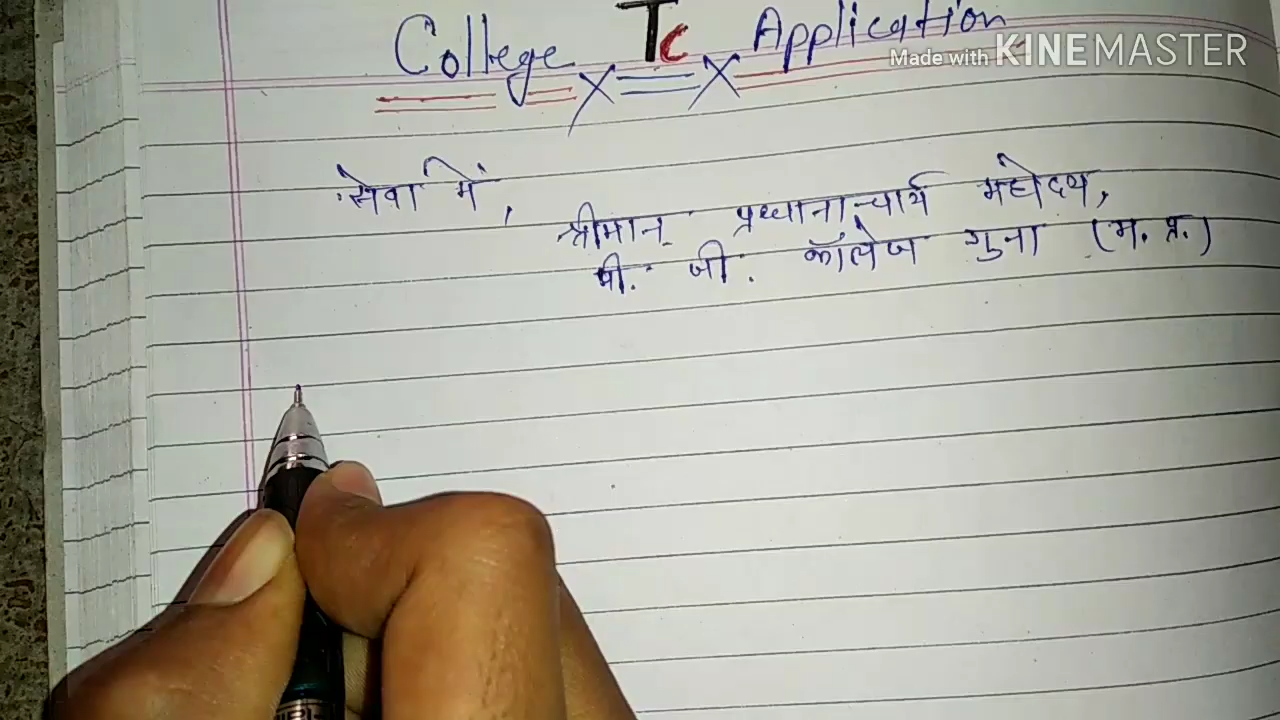 College Tc Application
Made with KINEMASTER
सेवा में,
श्रीमान् प्रधानाचार्य महोदय,
पी. जी. कॉलेज गुना (म. प्र.)